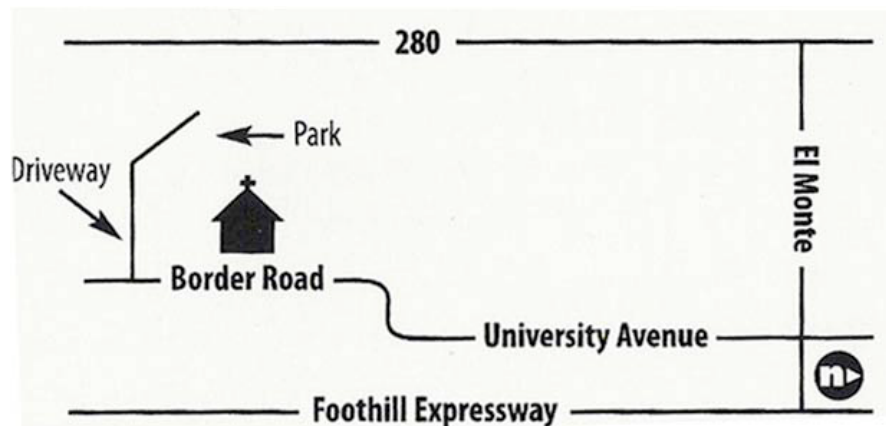 280
Park
Driveway
El Monte
Border Road
University Avenue
n
Foothill Expressway